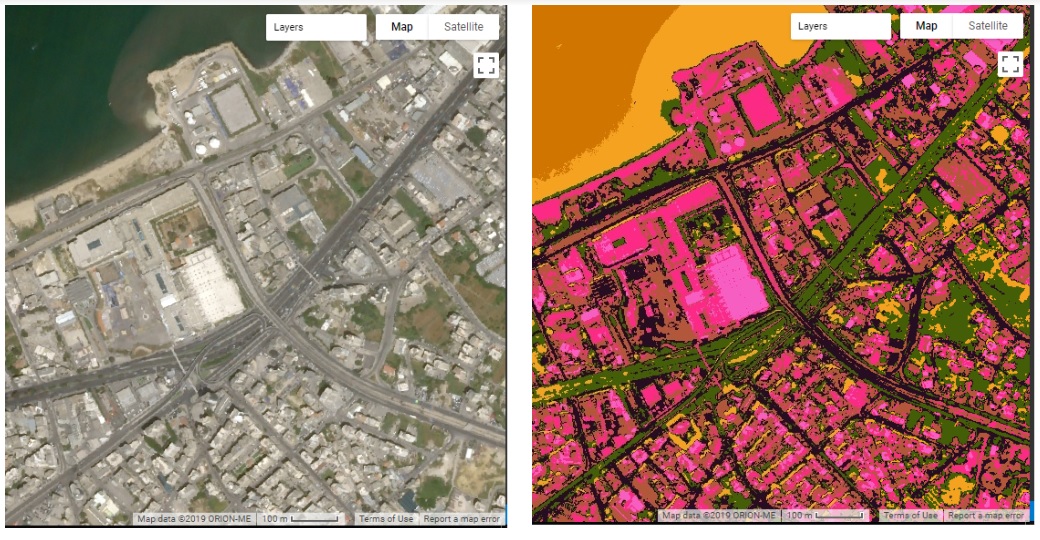 Layers
Map
Satellite
Map data ©2019 ORION-ME
100 m
Terms of Use
Report a map error
Layers
Map
Satellite
Map data ©2019 ORION-ME
100 m
Terms of Use
Report a map error